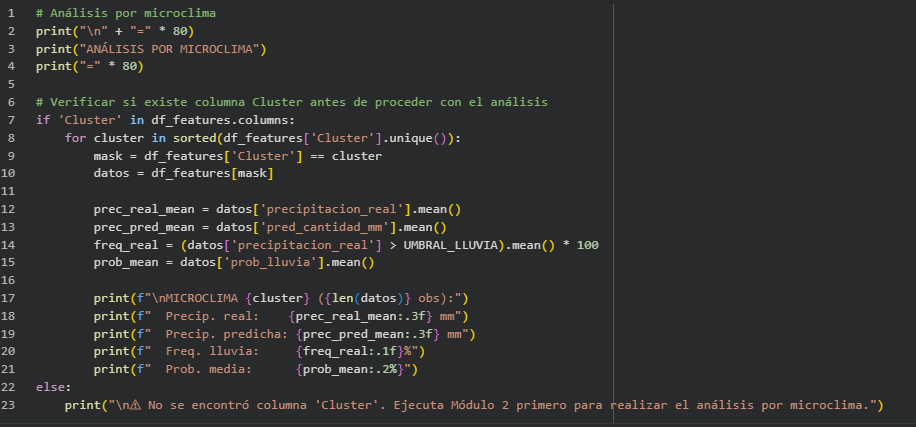 1 # Análisis por microclima
2 print("\n" + "=" * 80)
3 print("ANÁLISIS POR MICROCLIMA")
4 print("=" * 80)
5
6 # Verificar si existe columna Cluster antes de proceder con el análisis
7 if 'Cluster' in df_features.columns:
8     for cluster in sorted(df_features['Cluster'].unique()):
9         mask = df_features['Cluster'] == cluster
10         datos = df_features[mask]
11
12         prec_real_mean = datos['precipitacion_real'].mean()
13         prec_pred_mean = datos['pred_cantidad_mm'].mean()
14         freq_real = (datos['precipitacion_real'] > UMBRAL_LLUVIA).mean() * 100
15         prob_mean = datos['prob_lluvia'].mean()
16
17         print(f"\nMICROCLIMA {cluster} ({len(datos)} obs):")
18         print(f"  Precip. real:    {prec_real_mean:.3f} mm")
19         print(f"  Precip. predicha: {prec_pred_mean:.3f} mm")
20         print(f"  Freq. lluvia:     {freq_real:.1f}%")
21         print(f"  Prob. media:      {prob_mean:.2%}")
22 else:
23     print("\n⚠ No se encontró columna 'Cluster'. Ejecuta Módulo 2 primero para realizar el análisis por microclima.")